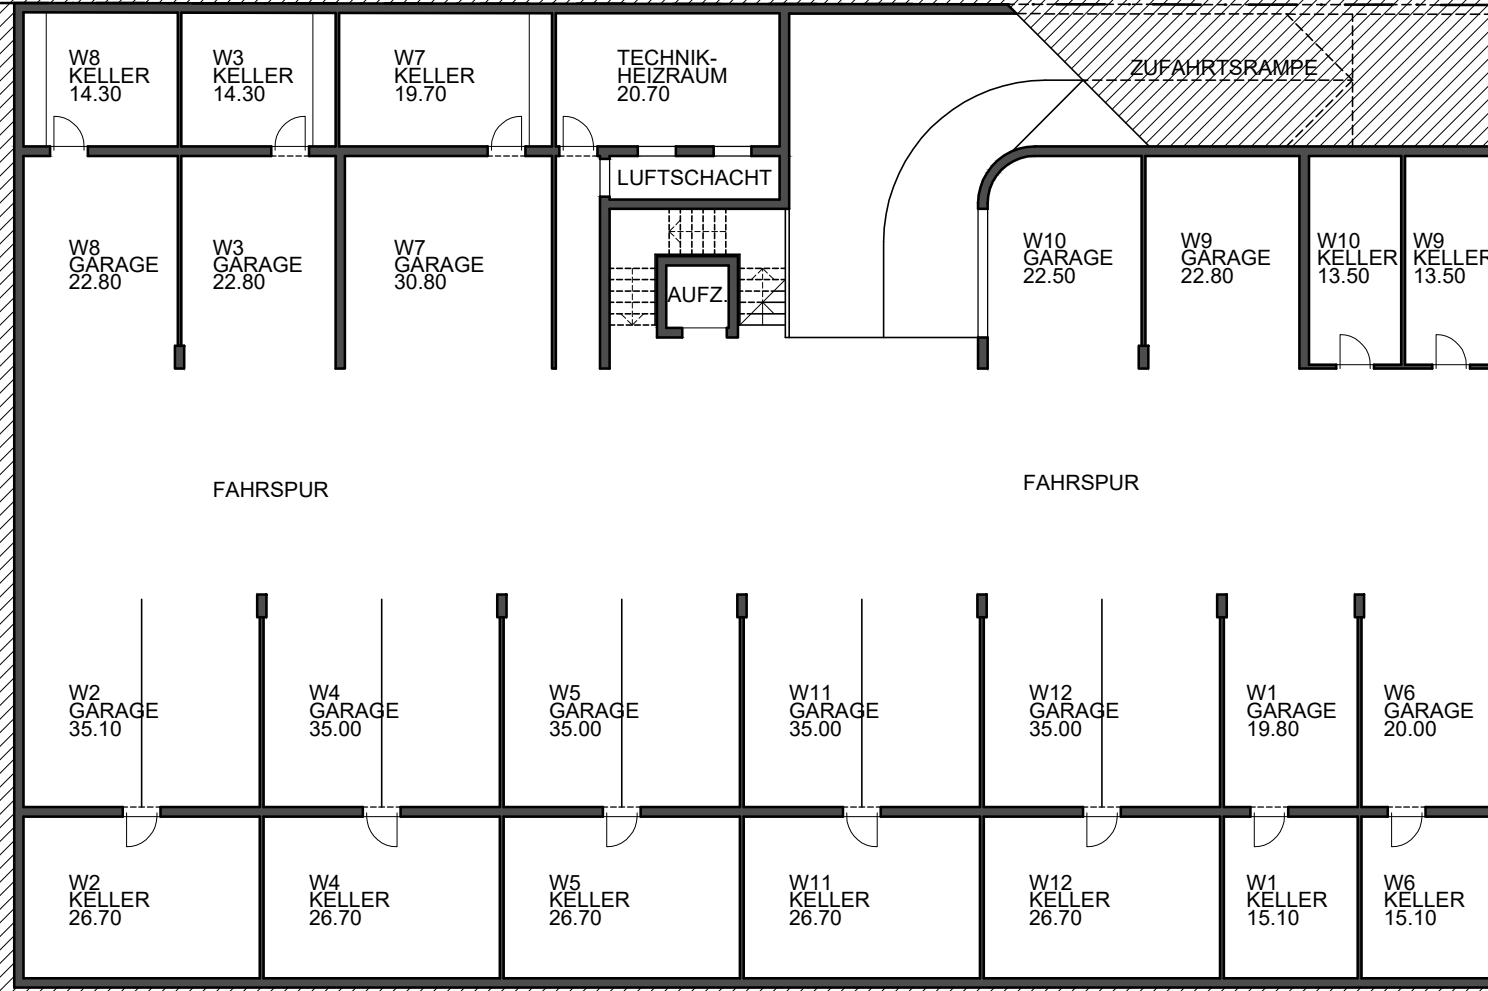 W8
KELLER
14.30
W3
KELLER
14.30
W7
KELLER
19.70
TECHNIK-
HEIZRAUM
20.70
ZUFAHRTSRAMPE
LUFTSCHACHT
W8
GARAGE
22.80
W3
GARAGE
22.80
W7
GARAGE
30.80
AUFZ.
W10
GARAGE
22.50
W9
GARAGE
22.80
W10
KELLER
13.50
W9
KELLER
13.50
FAHRSPUR
FAHRSPUR
W2
GARAGE
35.10
W4
GARAGE
35.00
W5
GARAGE
35.00
W11
GARAGE
35.00
W12
GARAGE
35.00
W1
GARAGE
19.80
W6
GARAGE
20.00
W2
KELLER
26.70
W4
KELLER
26.70
W5
KELLER
26.70
W11
KELLER
26.70
W12
KELLER
26.70
W1
KELLER
15.10
W6
KELLER
15.10